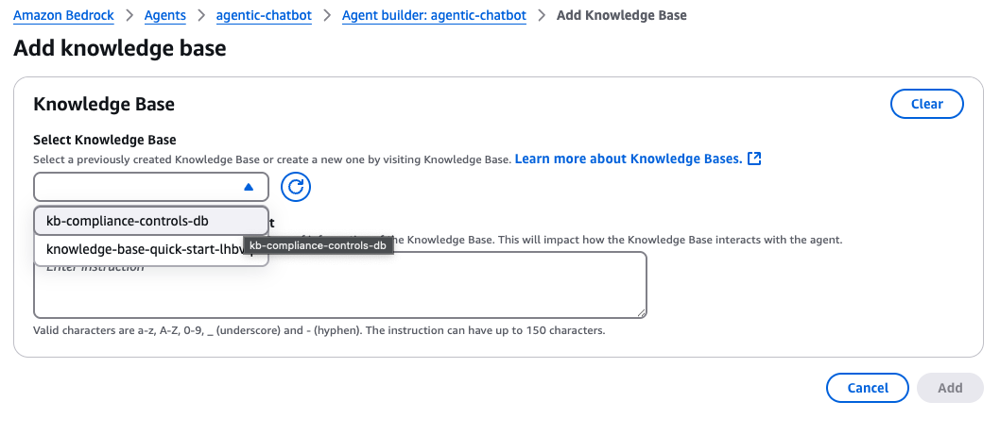 Amazon Bedrock > Agents > agentic-chatbot > Agent builder: agentic-chatbot > Add Knowledge Base
Add knowledge base
Knowledge Base
Clear
Select Knowledge Base
Select a previously created Knowledge Base or create a new one by visiting Knowledge Base. Learn more about Knowledge Bases.
kb-compliance-controls-db
knowledge-base-quick-start-lhbv
kb-compliance-controls-db
the Knowledge Base. This will impact how the Knowledge Base interacts with the agent.
Enter instruction
Valid characters are a-z, A-Z, 0-9, _ (underscore) and - (hyphen). The instruction can have up to 150 characters.
Cancel
Add